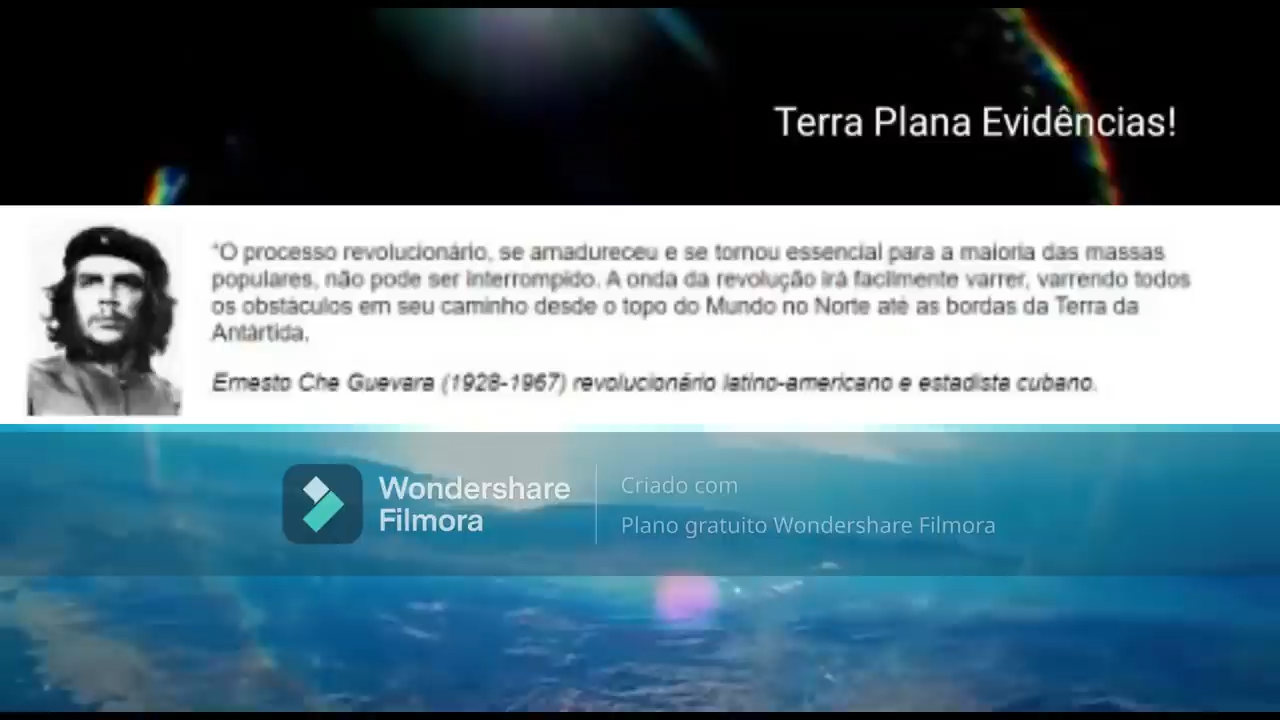 Terra Plana Evidências!
"O processo revolucionário, se amadureceu e se tornou essencial para a maioria das massas
populares, não pode ser interrompido. A onda da revolução irá facilmente varrer, varrendo todos
os obstáculos em seu caminho desde o topo do Mundo no Norte até as bordas da Terra da
Antártida.
Ernesto Che Guevara (1928-1967) revolucionário latino-americano e estadista cubano.
Wondershare
Filmora
Criado com
Plano gratuito Wondershare Filmora